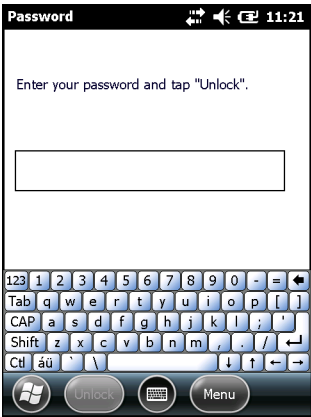 Password 11:21
Enter your password and tap "Unlock".
123 1 2 3 4 5 6 7 8 9 0 - =
Tab q w e r t y u i o p [ ]
CAP a s d f g h j k l ; '
Shift z x c v b n m , . /
Ctl áü ` \
Unlock Menu